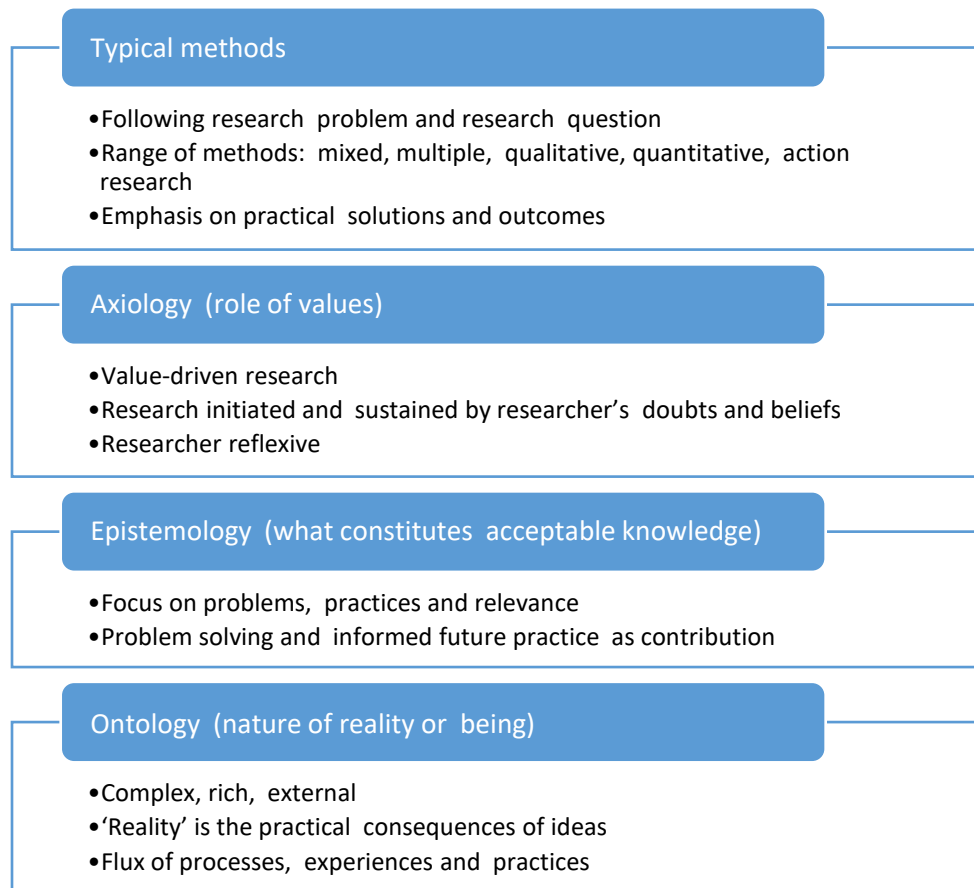 Typical methods
•Following research problem and research question
•Range of methods: mixed, multiple, qualitative, quantitative, action
research
•Emphasis on practical solutions and outcomes
Axiology (role of values)
•Value-driven research
•Research initiated and sustained by researcher’s doubts and beliefs
•Researcher reflexive
Epistemology (what constitutes acceptable knowledge)
•Focus on problems, practices and relevance
•Problem solving and informed future practice as contribution
Ontology (nature of reality or being)
•Complex, rich, external
•‘Reality’ is the practical consequences of ideas
•Flux of processes, experiences and practices